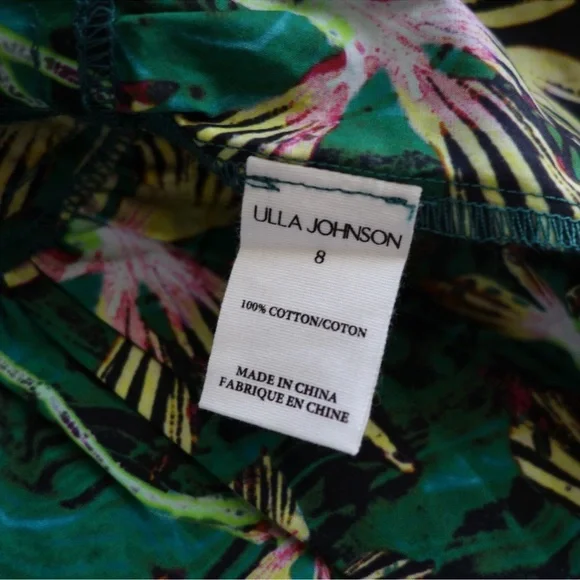 ULLA JOHNSON
8
100% COTTON/COTON
MADE IN CHINA
FABRIQUE EN CHINE